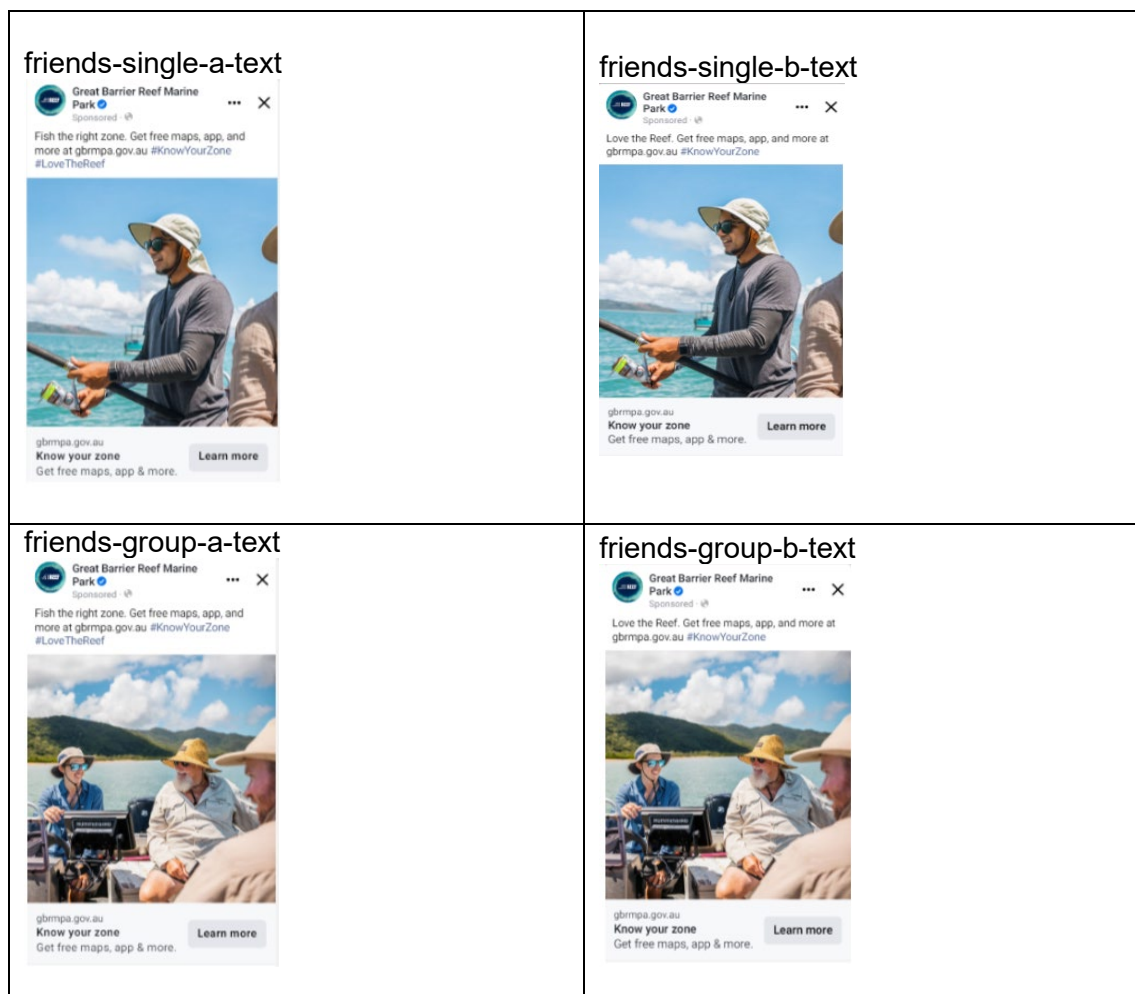 friends-single-a-text
Great Barrier Reef Marine
Park
Sponsored ·
Fish the right zone. Get free maps, app, and
more at gbrmpa.gov.au #KnowYourZone
#LoveTheReef
gbrmpa.gov.au
Know your zone
Get free maps, app & more.
Learn more
friends-single-b-text
Great Barrier Reef Marine
Park
Sponsored ·
Love the Reef. Get free maps, app, and more at
gbrmpa.gov.au #KnowYourZone
gbrmpa.gov.au
Know your zone
Get free maps, app & more.
Learn more
friends-group-a-text
Great Barrier Reef Marine
Park
Sponsored ·
Fish the right zone. Get free maps, app, and
more at gbrmpa.gov.au #KnowYourZone
#LoveTheReef
gbrmpa.gov.au
Know your zone
Get free maps, app & more.
Learn more
friends-group-b-text
Great Barrier Reef Marine
Park
Sponsored ·
Love the Reef. Get free maps, app, and more at
gbrmpa.gov.au #KnowYourZone
gbrmpa.gov.au
Know your zone
Get free maps, app & more.
Learn more